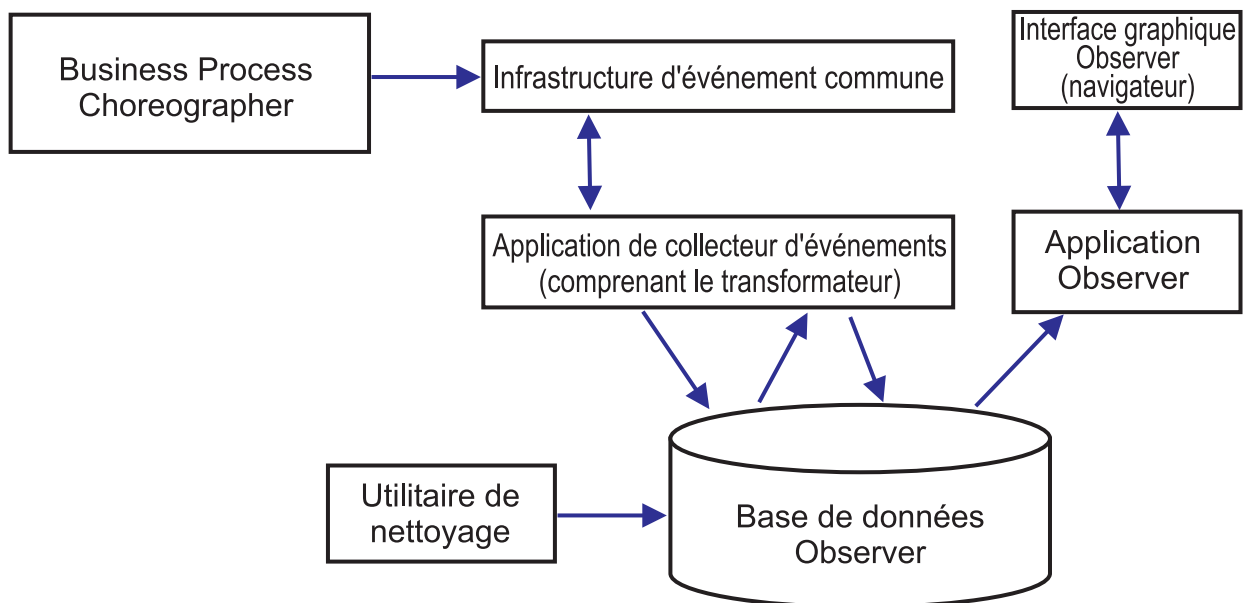 Business Process
Choreographer
Infrastructure d'événement commune
Interface graphique
Observer
(navigateur)
Application de collecteur d'événements
(comprenant le transformateur)
Application
Observer
Utilitaire de
nettoyage
Base de données
Observer